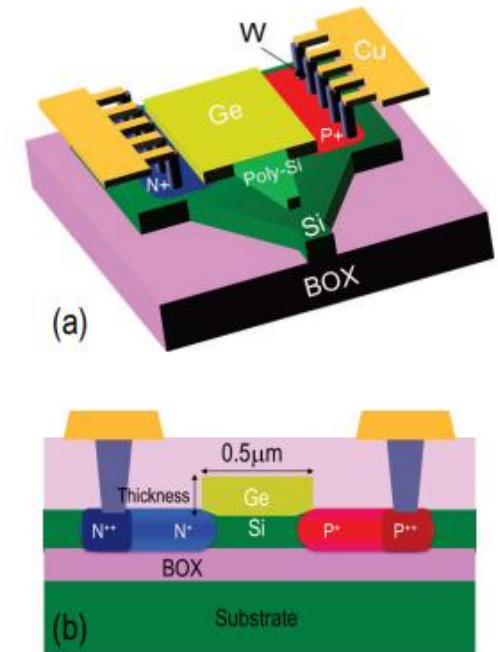 W
Cu
Ge
P+
N+
Poly-Si
Si
BOX
(a)
0.5μm
Thickness
Ge
N++ N+ Si P+ P++
BOX
Substrate
(b)